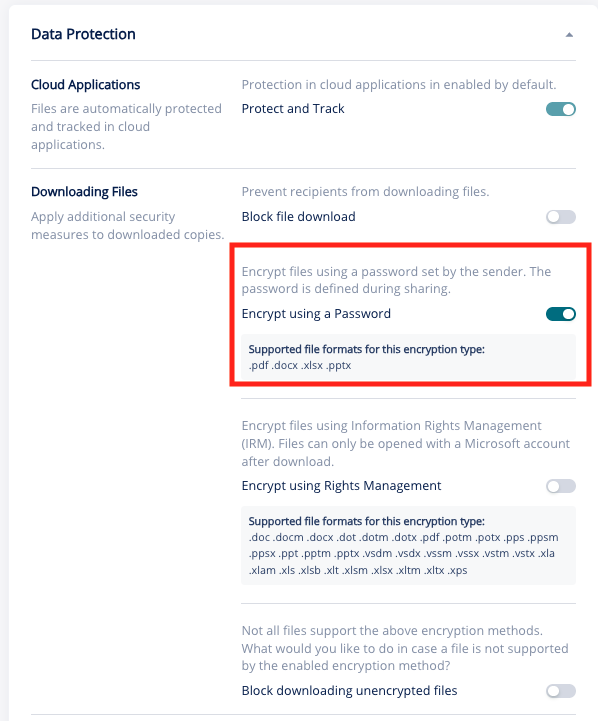 Data Protection
Cloud Applications
Files are automatically protected
and tracked in cloud
applications.
Protection in cloud applications in enabled by default.
Protect and Track
Downloading Files
Apply additional security
measures to downloaded copies.
Prevent recipients from downloading files.
Block file download
Encrypt files using a password set by the sender. The
password is defined during sharing.
Encrypt using a Password
Supported file formats for this encryption type:
.pdf .docx .xlsx .pptx
Encrypt files using Information Rights Management
(IRM). Files can only be opened with a Microsoft account
after download.
Encrypt using Rights Management
Supported file formats for this encryption type:
.doc .docm .docx .dot .dotm .dotx .pdf .potm .potx .pps .ppsm
.ppsx .ppt .pptm .pptx .vsdm .vsdx .vssm .vssx .vstm .vstx .xla
.xlam .xls .xlsb .xlt .xlsm .xlsx .xltm .xltx .xps
Not all files support the above encryption methods.
What would you like to do in case a file is not supported
by the enabled encryption method?
Block downloading unencrypted files